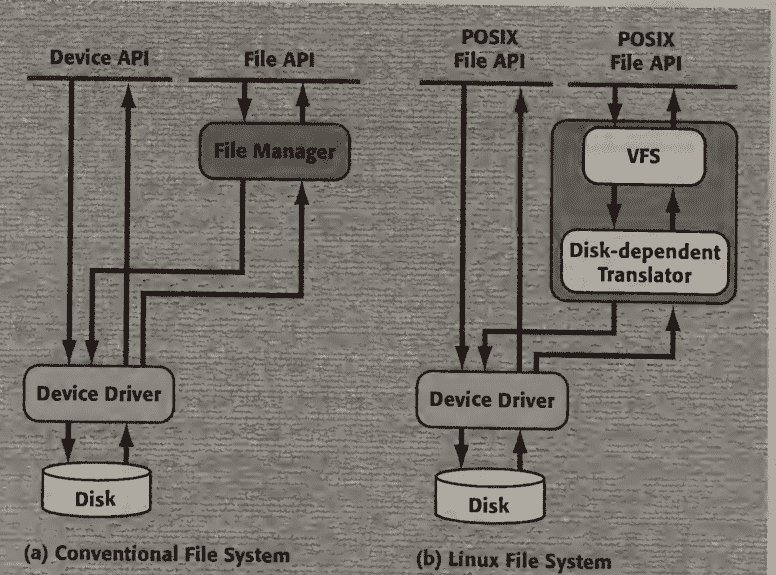 Device API
File API
File Manager
Device Driver
Disk
(a) Conventional File System
POSIX
File API
POSIX
File API
VFS
Disk-dependent
Translator
Device Driver
Disk
(b) Linux File System